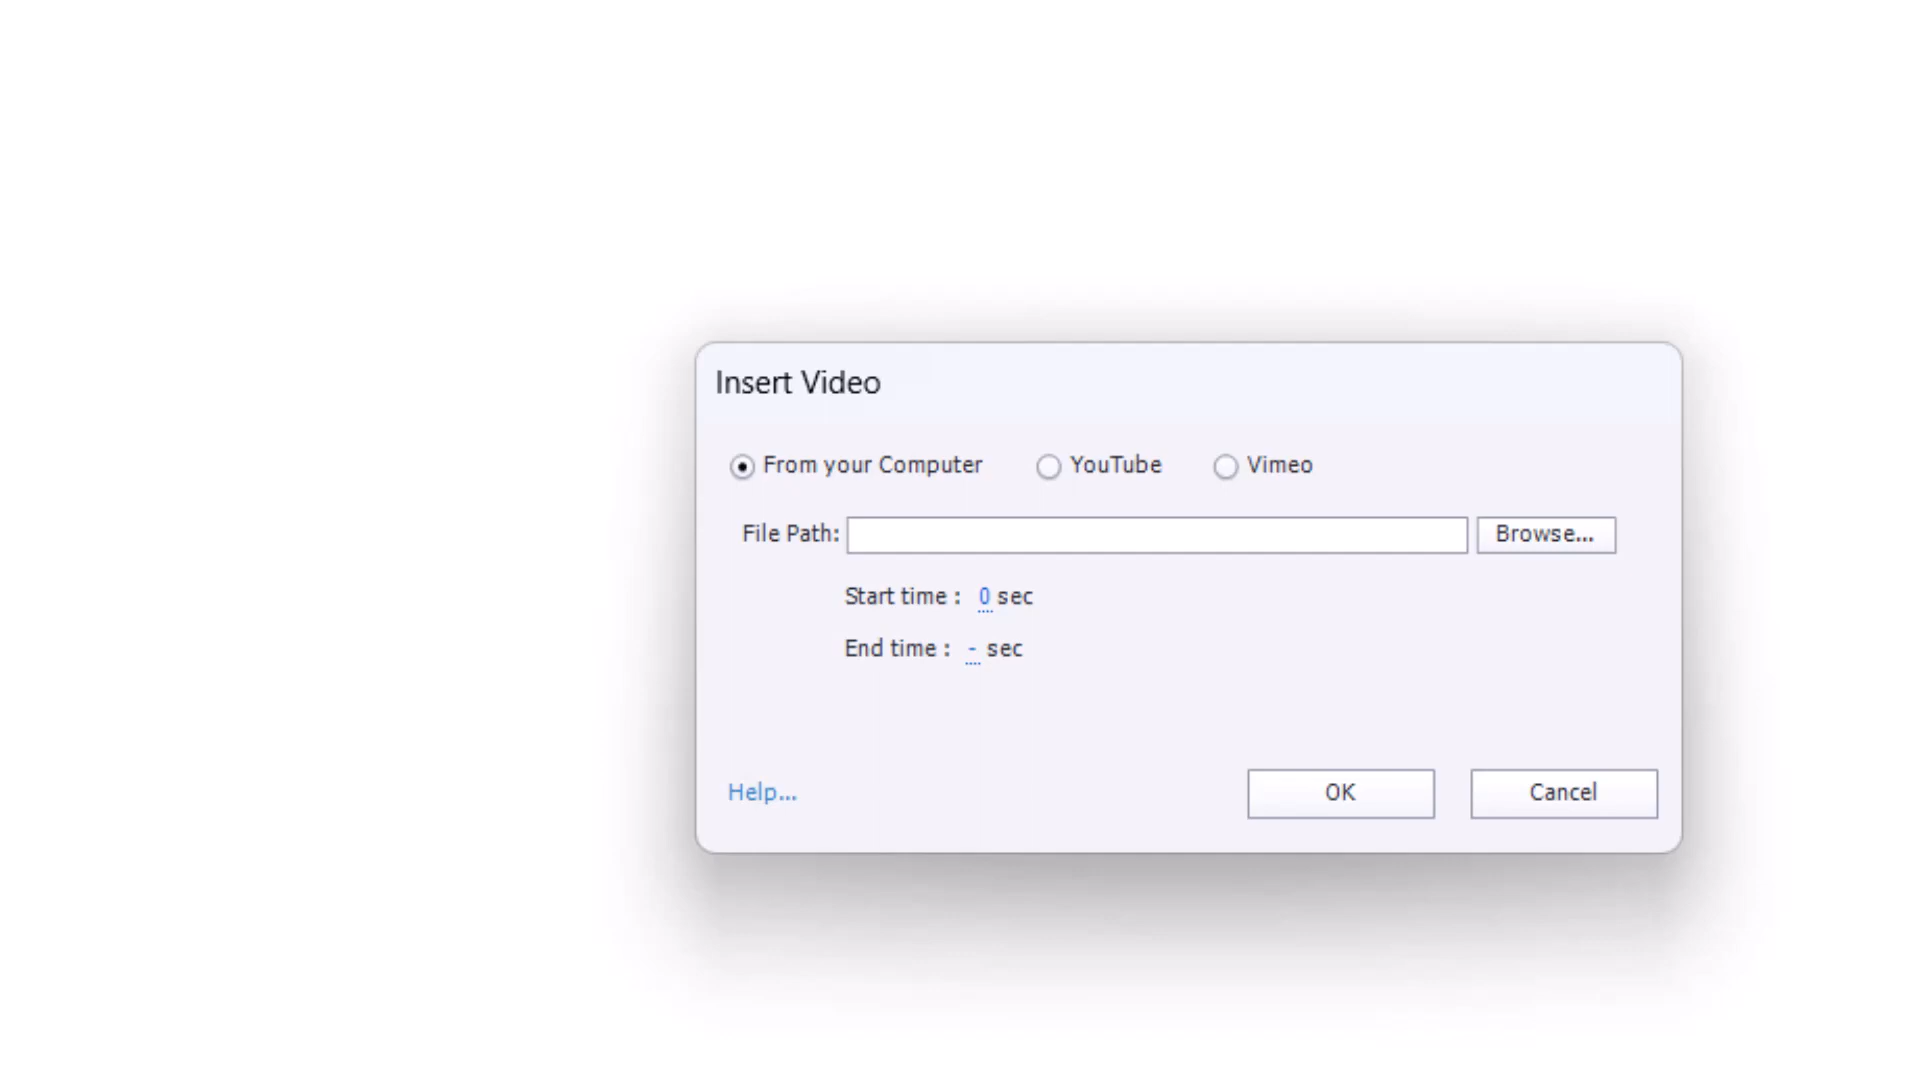 Insert Video
From your Computer YouTube Vimeo
File Path: Browse...
Start time : 0 sec
End time : - sec
Help... OK Cancel